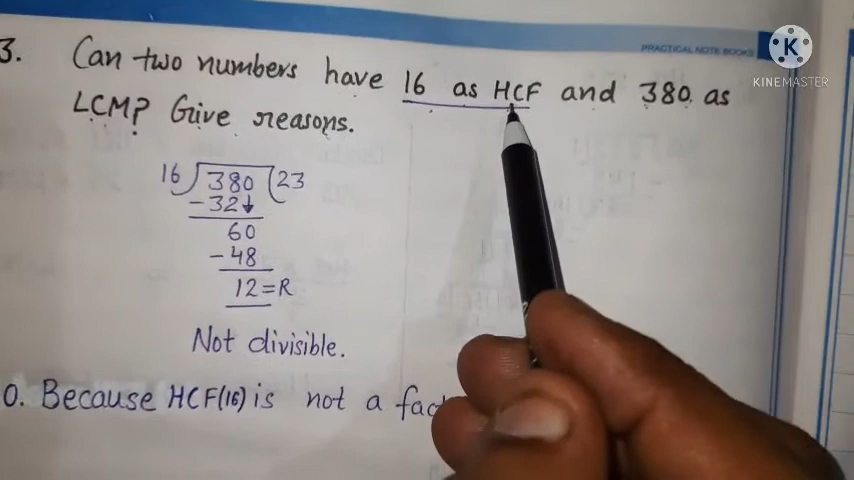 PRACTICAL NOTE BOOKS
KINEMASTER
3. Can two numbers have 16 as HCF and 380 as
LCM? Give reasons.
16 380 23
-32↓
60
-48
12=R
Not divisible.
0. Because HCF(16) is not a